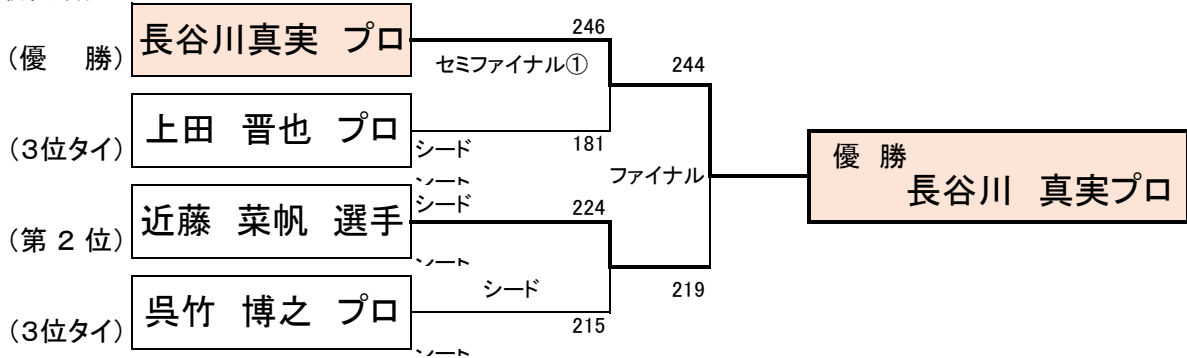 (優　勝)
長谷川真実　プロ
246
セミファイナル①
244
(3位タイ)
上田　晋也　プロ
シード
181
ファイナル
優 勝
長谷川　真実プロ
(第 2 位)
近藤　菜帆　選手
シード
224
シード
219
(3位タイ)
呉竹　博之　プロ
215